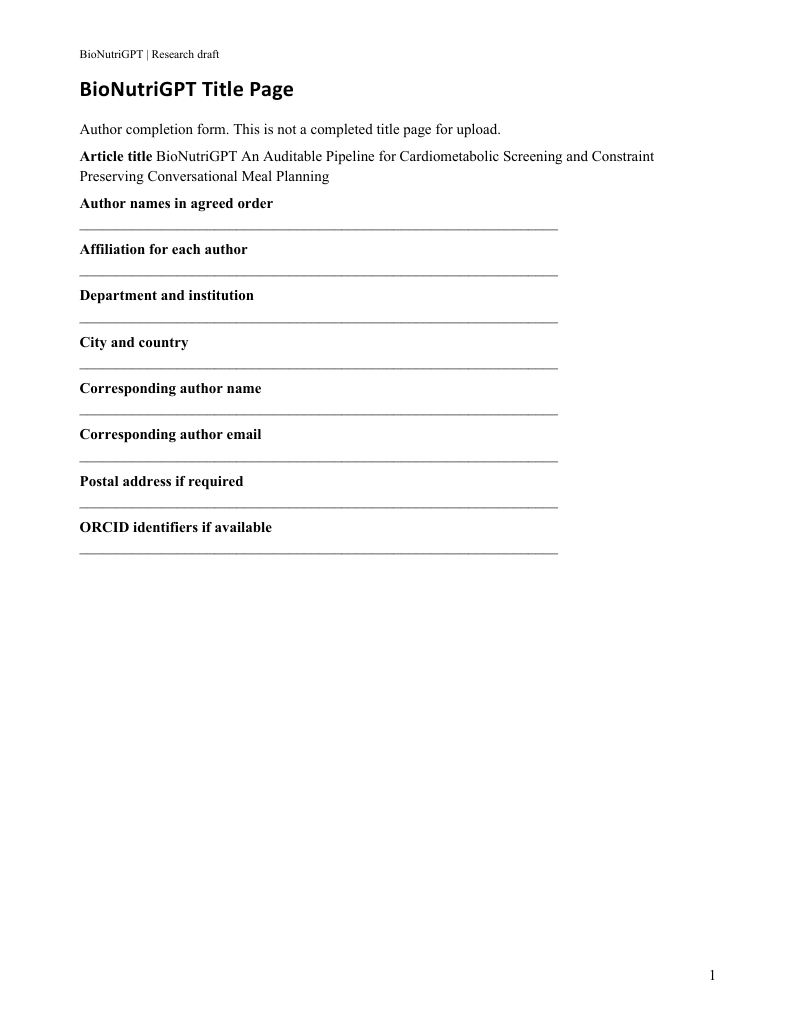 BioNutriGPT | Research draft
BioNutriGPT Title Page
Author completion form. This is not a completed title page for upload.
Article title BioNutriGPT An Auditable Pipeline for Cardiometabolic Screening and Constraint
Preserving Conversational Meal Planning
Author names in agreed order
Affiliation for each author
Department and institution
City and country
Corresponding author name
Corresponding author email
Postal address if required
ORCID identifiers if available
1